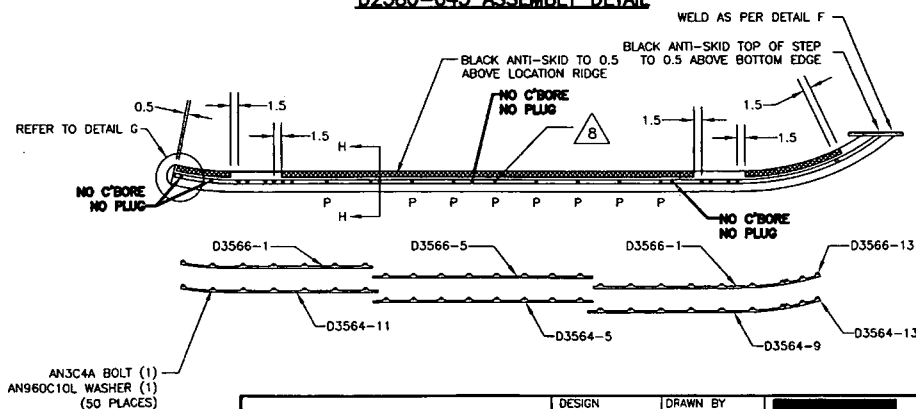 D2580-045 ASSEMBLY DETAIL
WELD AS PER DETAIL F
BLACK ANTI-SKID TO 0.5
ABOVE LOCATION RIDGE
BLACK ANTI-SKID TOP OF STEP
TO 0.5 ABOVE BOTTOM EDGE
NO C'BORE
NO PLUG
0.5
1.5
1.5
8
1.5
1.5
1.5
REFER TO DETAIL G
H
H
NO C'BORE
NO PLUG
P P P P P P P P
NO C'BORE
NO PLUG
D3566-1
D3566-5
D3566-1
D3566-13
D3564-11
D3564-5
D3564-9
D3564-13
AN3C4A BOLT (1)
AN960C10L WASHER (1)
(50 PLACES)
DESIGN
DRAWN BY